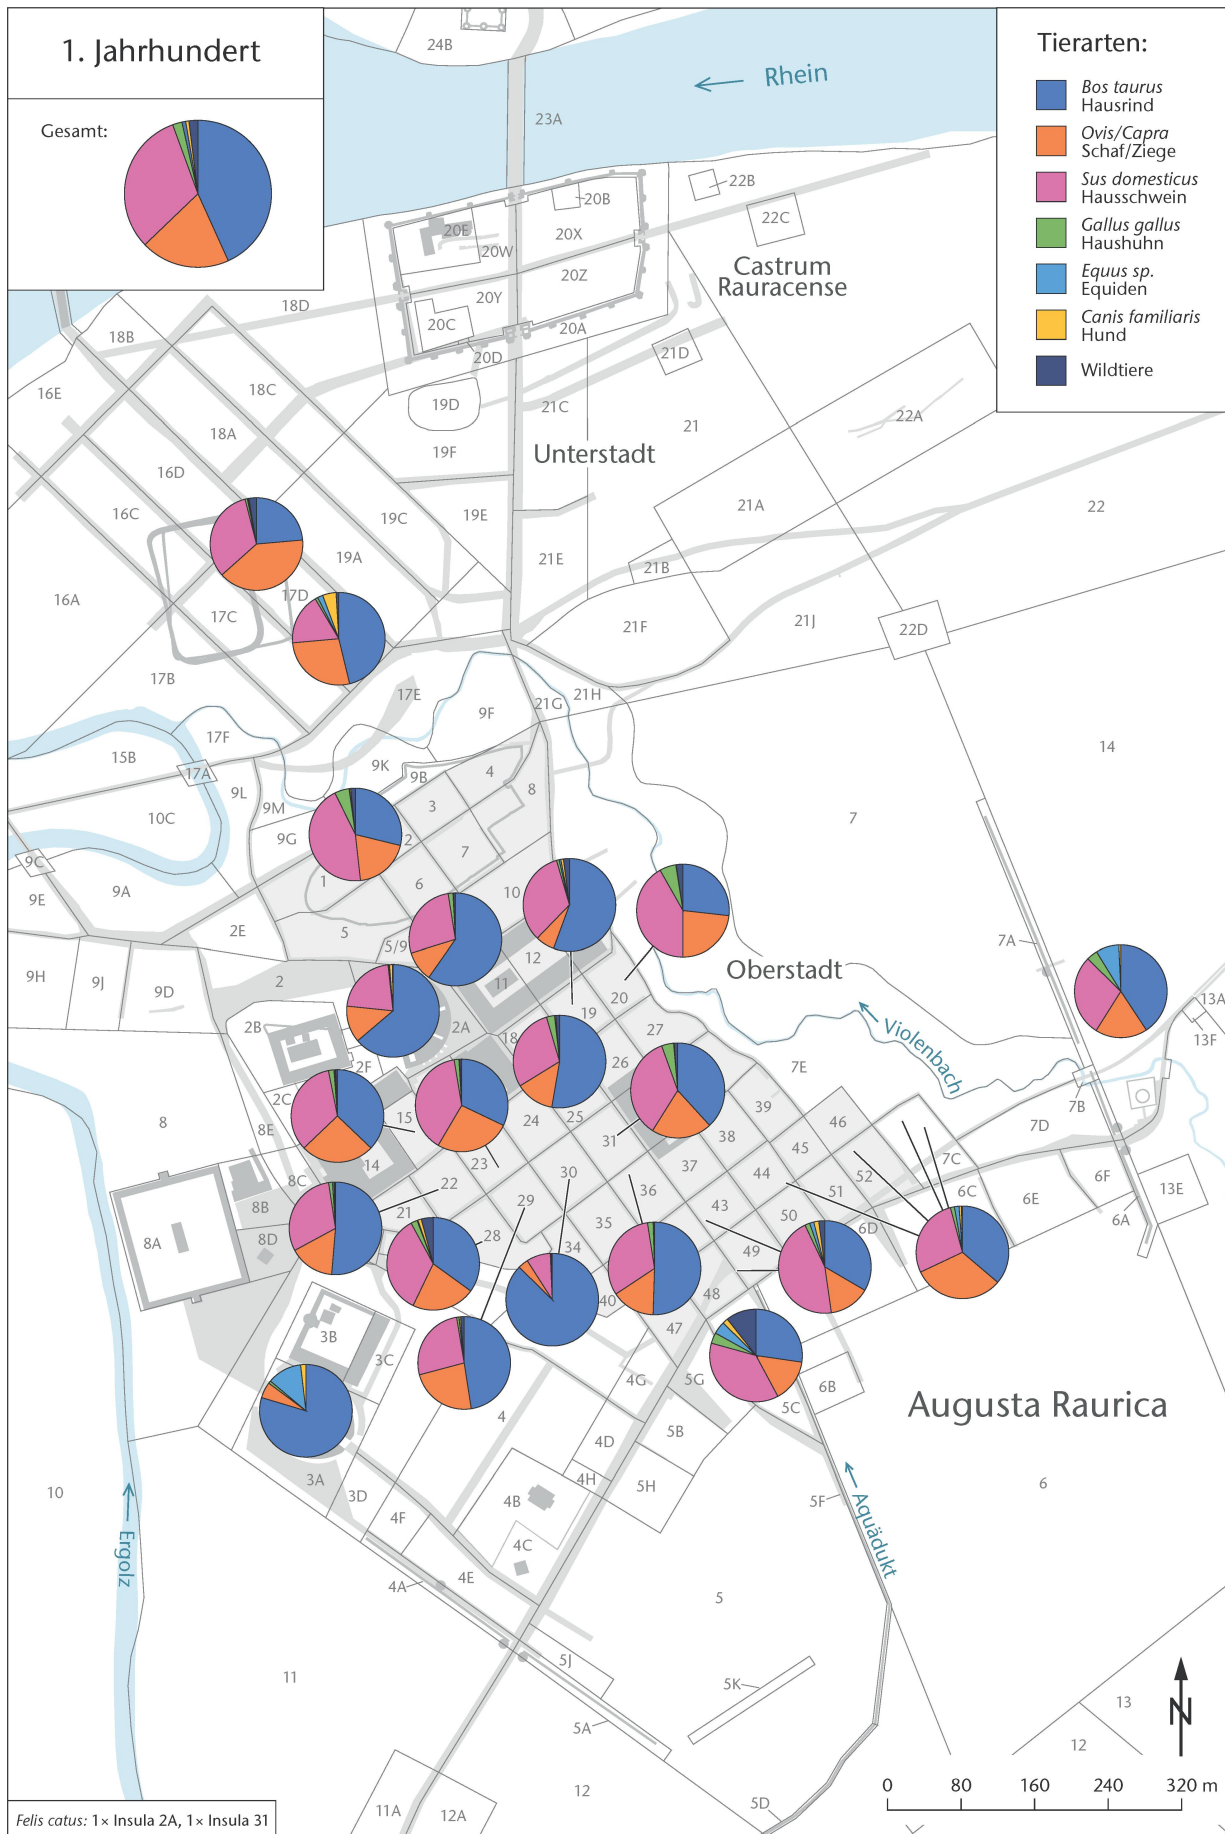 1. Jahrhundert
Gesamt:
Tierarten:
Bos taurus
Hausrind
Ovis/Capra
Schaf/Ziege
Sus domesticus
Hausschwein
Gallus gallus
Haushuhn
Equus sp.
Equiden
Canis familiaris
Hund
Wildtiere
24B
Rhein
23A
22B
20B
22C
20E
20X
20W
Castrum
Rauracense
20Z
20Y
18D
20C
20A
18B
20D
21D
16E
18C
19D
21C
22A
18A
21
19F
Unterstadt
16D
21A
22
16C
19C
19E
19A
21E
21B
16A
17D
17C
21F
21J
22D
17B
17E
21H
21G
9F
17F
14
15B
9K
4
17A
9B
9L
8
9M
3
10C
7
9G
2
7
9C
6
1
9A
10
9E
2E
5
5/9
7A
12
Oberstadt
9H
9J
9D
2
11
20
13A
19
2B
2A
18
27
13F
26
Violenbach
2F
7E
2C
15
39
7B
8
24
25
46
7D
8E
31
38
45
7C
14
23
30
37
44
52
6F
8C
22
36
6C
13E
29
51
6E
8B
21
43
6A
35
50
6D
8A
8D
28
34
49
40
48
3B
47
3C
4G
5G
6B
5C
Augusta Raurica
4
5B
4D
3A
4H
5H
6
3D
10
4B
5F
4F
4C
Aquädukt
Ergolz
4E
4A
5
5J
11
5K
13
5A
12
N
12
0 80 160 240 320 m
5D
11A
12A
Felis catus: 1× Insula 2A, 1× Insula 31